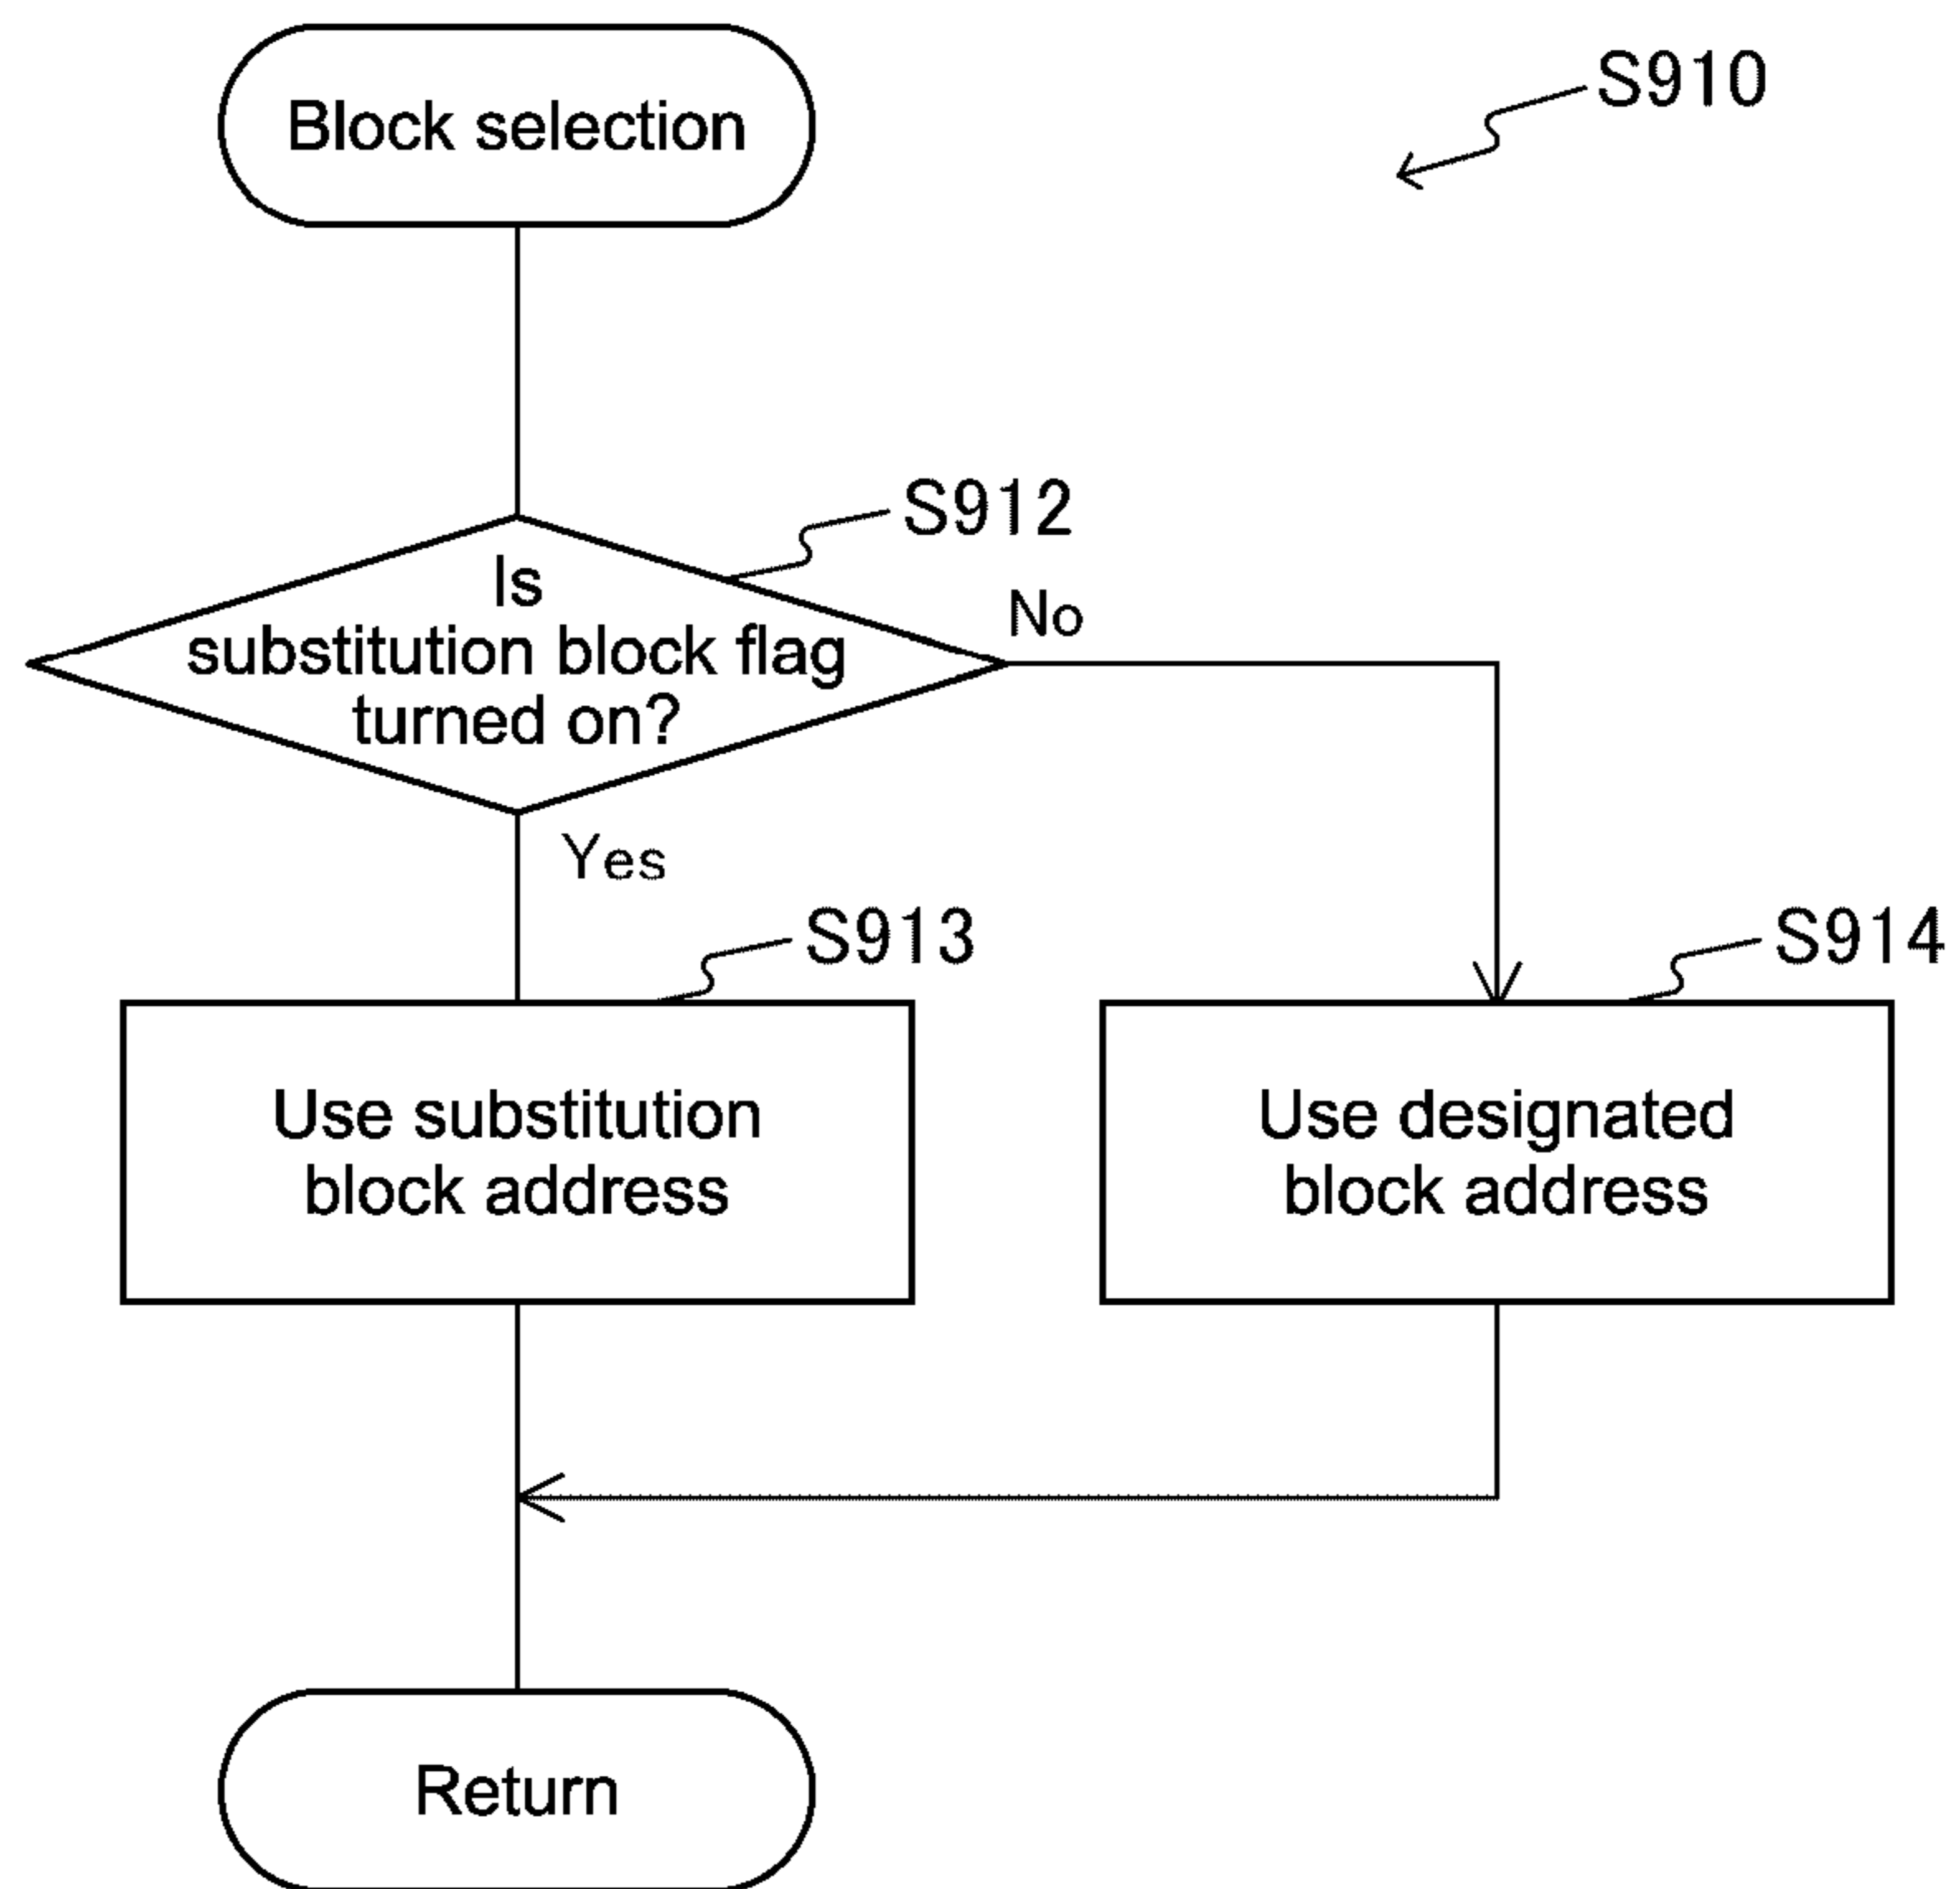 Block selection
S910
S912
Is
substitution block flag
turned on?
No
Yes
S913
S914
Use substitution
block address
Use designated
block address
Return